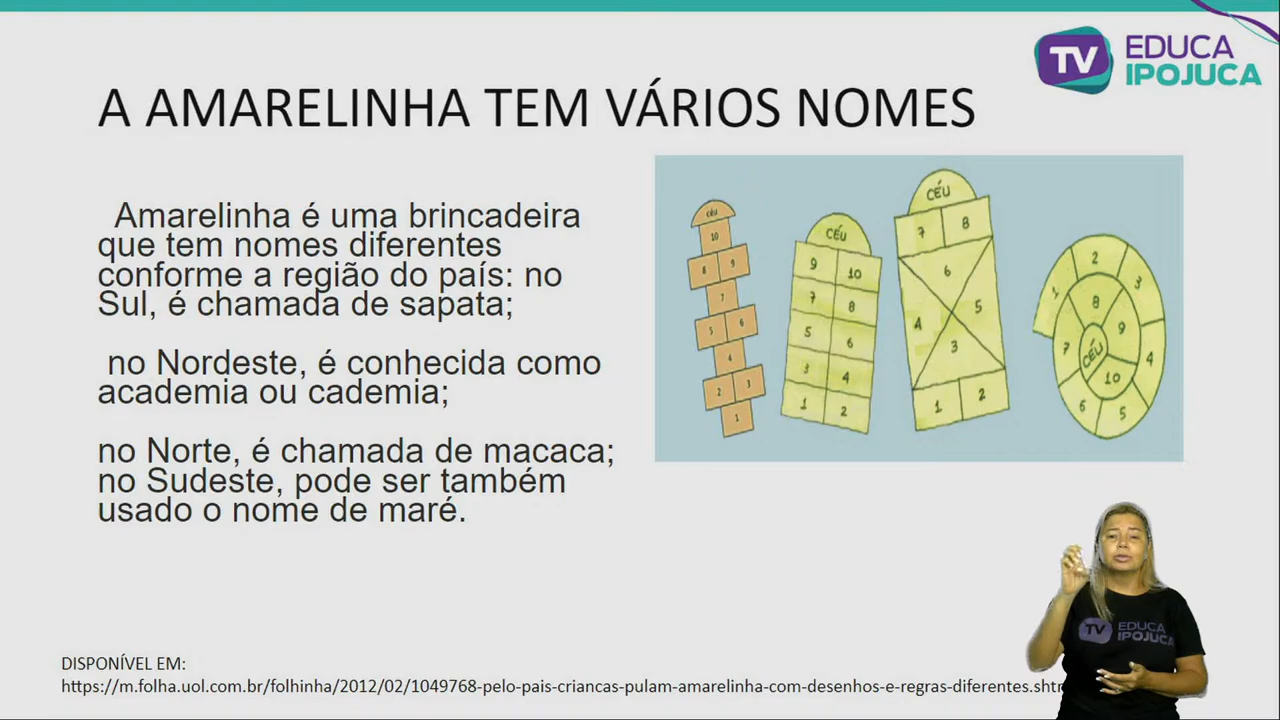 TV EDUCA
IPOJUCA
A AMARELINHA TEM VÁRIOS NOMES
Amarelinha é uma brincadeira
que tem nomes diferentes
conforme a região do país: no
Sul, é chamada de sapata;
no Nordeste, é conhecida como
academia ou cademia;
no Norte, é chamada de macaca;
no Sudeste, pode ser também
usado o nome de maré.
CÉU
10
8 9
7
5 6
4
2 3
1
CÉU
9 10
7 8
5 6
3 4
1 2
CÉU
7 8
6
4 5
3
1 2
2
1 3
8
7 9 4
CÉU
10
6 5
TV EDUCA
IPOJUCA
DISPONÍVEL EM:
https://m.folha.uol.com.br/folhinha/2012/02/1049768-pelo-pais-criancas-pulam-amarelinha-com-desenhos-e-regras-diferentes.sht